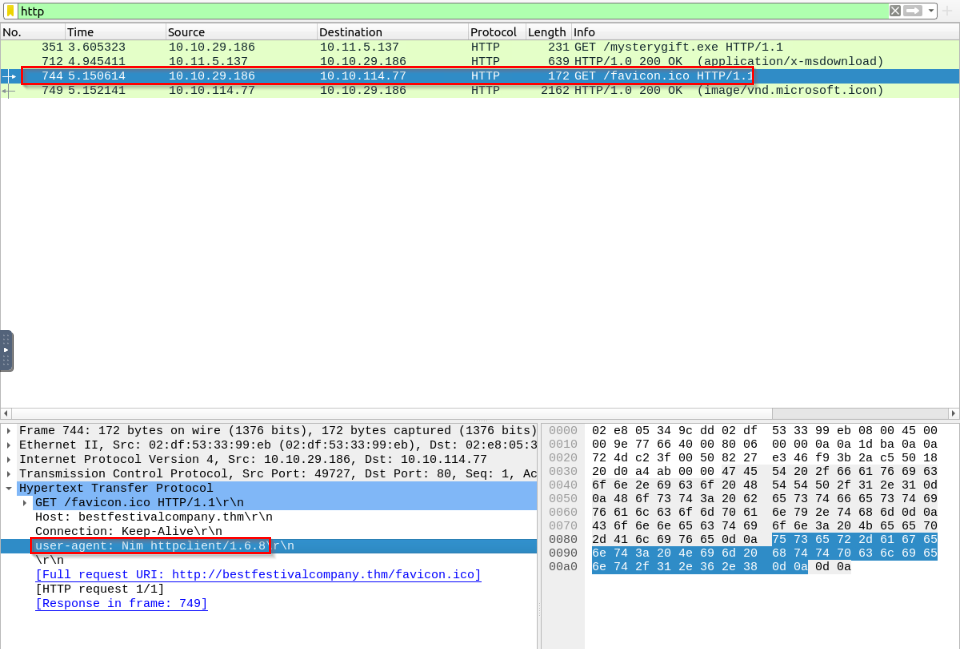 http
No. Time Source Destination Protocol Length Info
351 3.605323 10.10.29.186 10.11.5.137 HTTP 231 GET /mysterygift.exe HTTP/1.1
712 4.945411 10.11.5.137 10.10.29.186 HTTP 639 HTTP/1.0 200 OK (application/x-msdownload)
744 5.150614 10.10.29.186 10.10.114.77 HTTP 172 GET /favicon.ico HTTP/1.1
749 5.152141 10.10.114.77 10.10.29.186 HTTP 2162 HTTP/1.0 200 OK (image/vnd.microsoft.icon)
Frame 744: 172 bytes on wire (1376 bits), 172 bytes captured (1376 bits)
Ethernet II, Src: 02:df:53:33:99:eb (02:df:53:33:99:eb), Dst: 02:e8:05:3
Internet Protocol Version 4, Src: 10.10.29.186, Dst: 10.10.114.77
Transmission Control Protocol, Src Port: 49727, Dst Port: 80, Seq: 1, Ac
Hypertext Transfer Protocol
GET /favicon.ico HTTP/1.1\r\n
Host: bestfestivalcompany.thm\r\n
Connection: Keep-Alive\r\n
user-agent: Nim httpclient/1.6.8\r\n
\r\n
[Full request URI: http://bestfestivalcompany.thm/favicon.ico]
[HTTP request 1/1]
[Response in frame: 749]
0000 02 e8 05 34 9c dd 02 df 53 33 99 eb 08 00 45 00
0010 00 9e 77 66 40 00 80 06 00 00 0a 0a 1d ba 0a 0a
0020 72 4d c2 3f 00 50 82 27 e3 46 f9 3b 2a c5 50 18
0030 20 d0 a4 ab 00 00 47 45 54 20 2f 66 61 76 69 63
0040 6f 6e 2e 69 63 6f 20 48 54 54 50 2f 31 2e 31 0d
0050 0a 48 6f 73 74 3a 20 62 65 73 74 66 65 73 74 69
0060 76 61 6c 63 6f 6d 70 61 6e 79 2e 74 68 6d 0d 0a
0070 43 6f 6e 6e 65 63 74 69 6f 6e 3a 20 4b 65 65 70
0080 2d 41 6c 69 76 65 0d 0a 75 73 65 72 2d 61 67 65
0090 6e 74 3a 20 4e 69 6d 20 68 74 74 70 63 6c 69 65
00a0 6e 74 2f 31 2e 36 2e 38 0d 0a 0d 0a